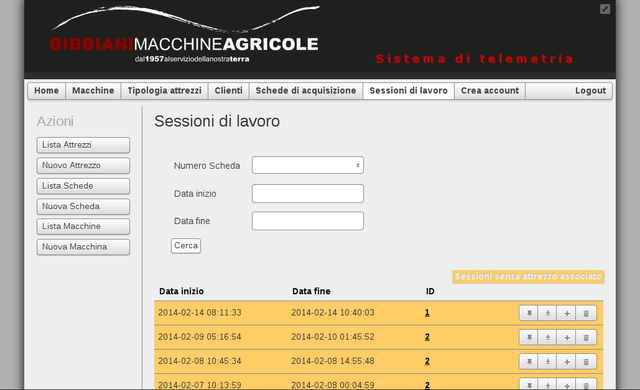 BIBBIANIMACCHINEAGRICOLE
dal1957alserviziodellanostraterra
Sistema di telemetria
Home Macchine Tipologia attrezzi Clienti Schede di acquisizione Sessioni di lavoro Crea account Logout
Azioni
Lista Attrezzi
Nuovo Attrezzo
Lista Schede
Nuova Scheda
Lista Macchine
Nuova Macchina
Sessioni di lavoro
Numero Scheda
Data inizio
Data fine
Cerca
Sessioni senza attrezzo associato
Data inizio Data fine ID
2014-02-14 08:11:33 2014-02-14 10:40:03 1
2014-02-09 05:16:54 2014-02-10 01:45:52 2
2014-02-08 10:45:34 2014-02-08 14:55:48 2
2014-02-07 10:13:59 2014-02-08 00:04:59 2